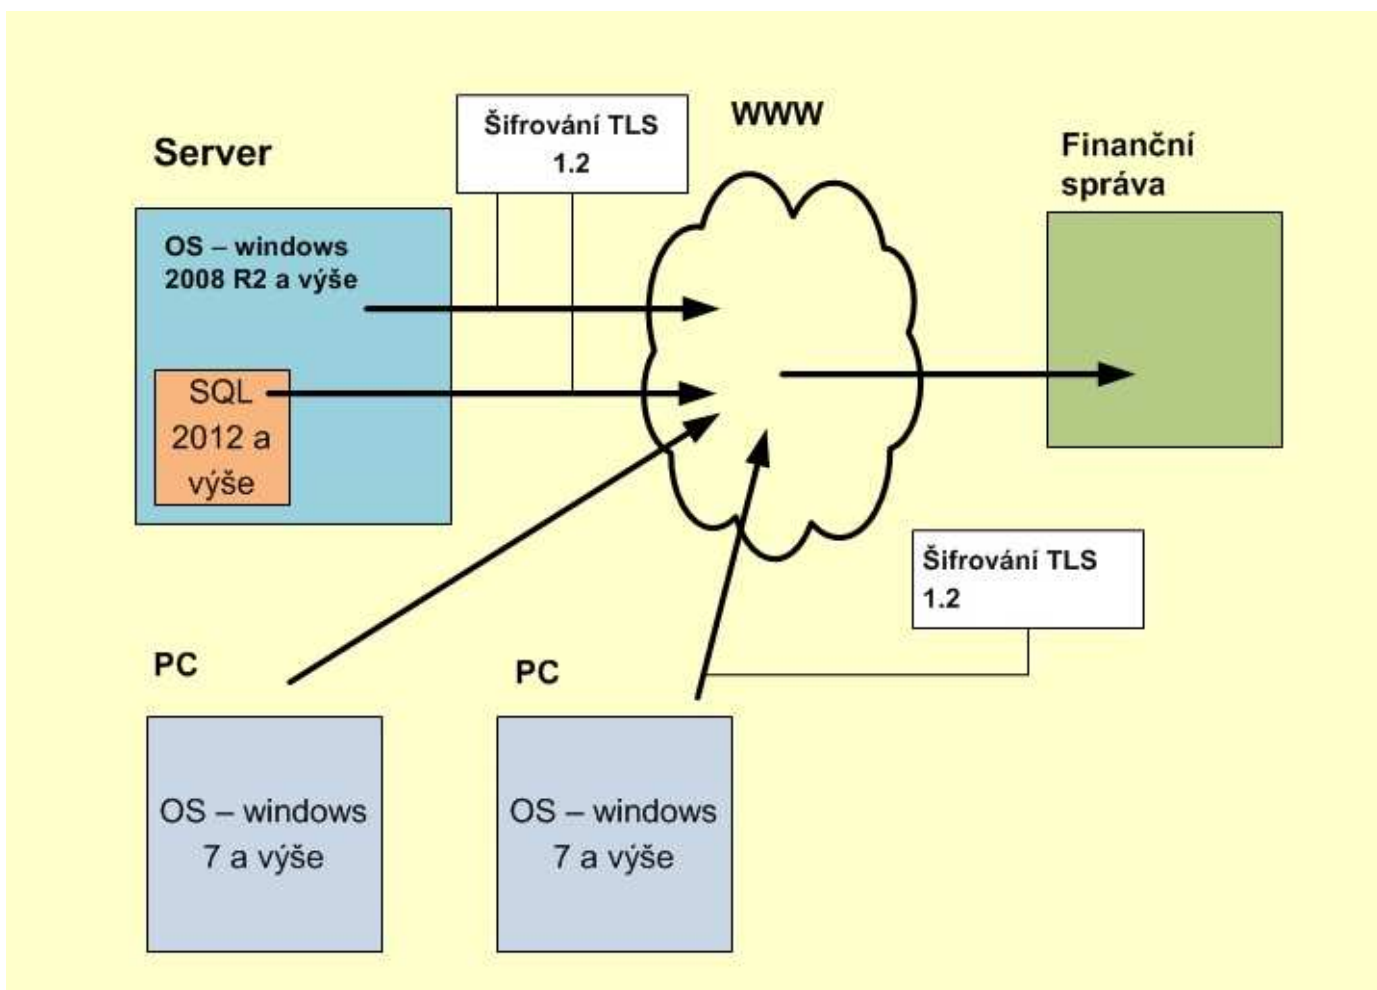 Šifrování TLS
1.2
WWW
Finanční
správa
Server
OS – windows
2008 R2 a výše
SQL
2012 a
výše
Šifrování TLS
1.2
PC
PC
OS – windows
7 a výše
OS – windows
7 a výše